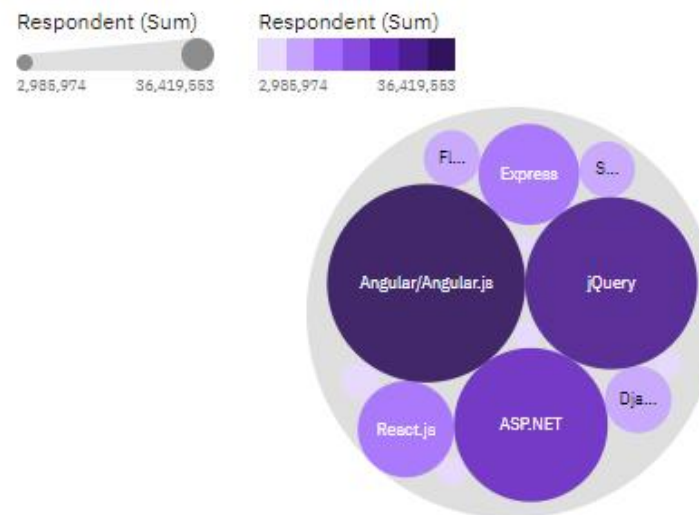 Respondent (Sum) Respondent (Sum)
2,985,974 36,419,553 2,985,974 36,419,553
Fl... Express S...
Angular/Angular.js jQuery
Dja...
React.js ASP.NET